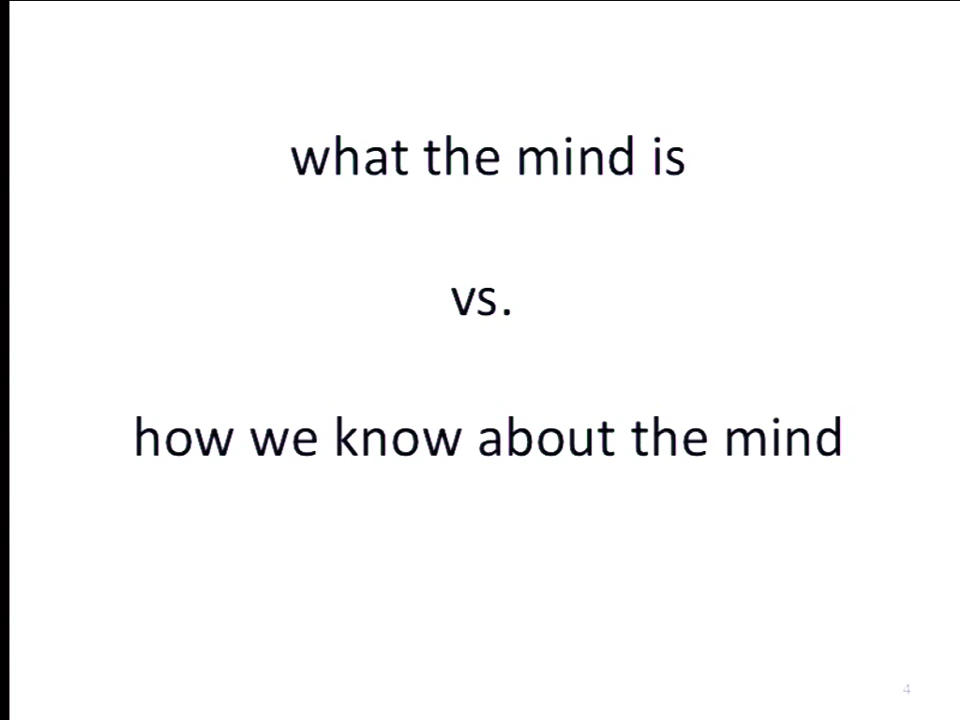 what the mind is
vs.
how we know about the mind
4